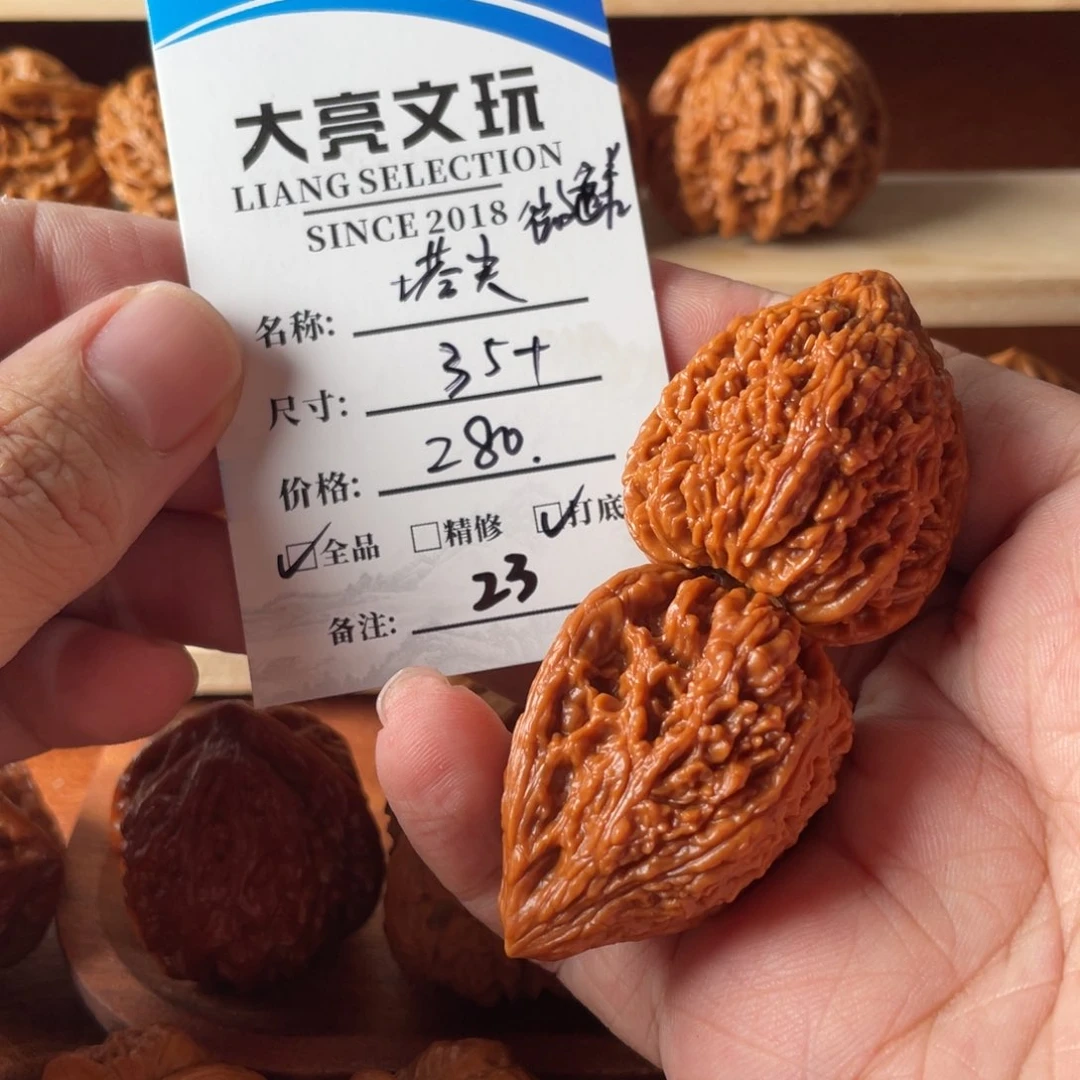 大亮文玩
LIANG SELECTION
SINCE 2018
名称: 塔尖
尺寸: 35+
价格: 280.
☑全品 □精修 ☑打底
备注: 23